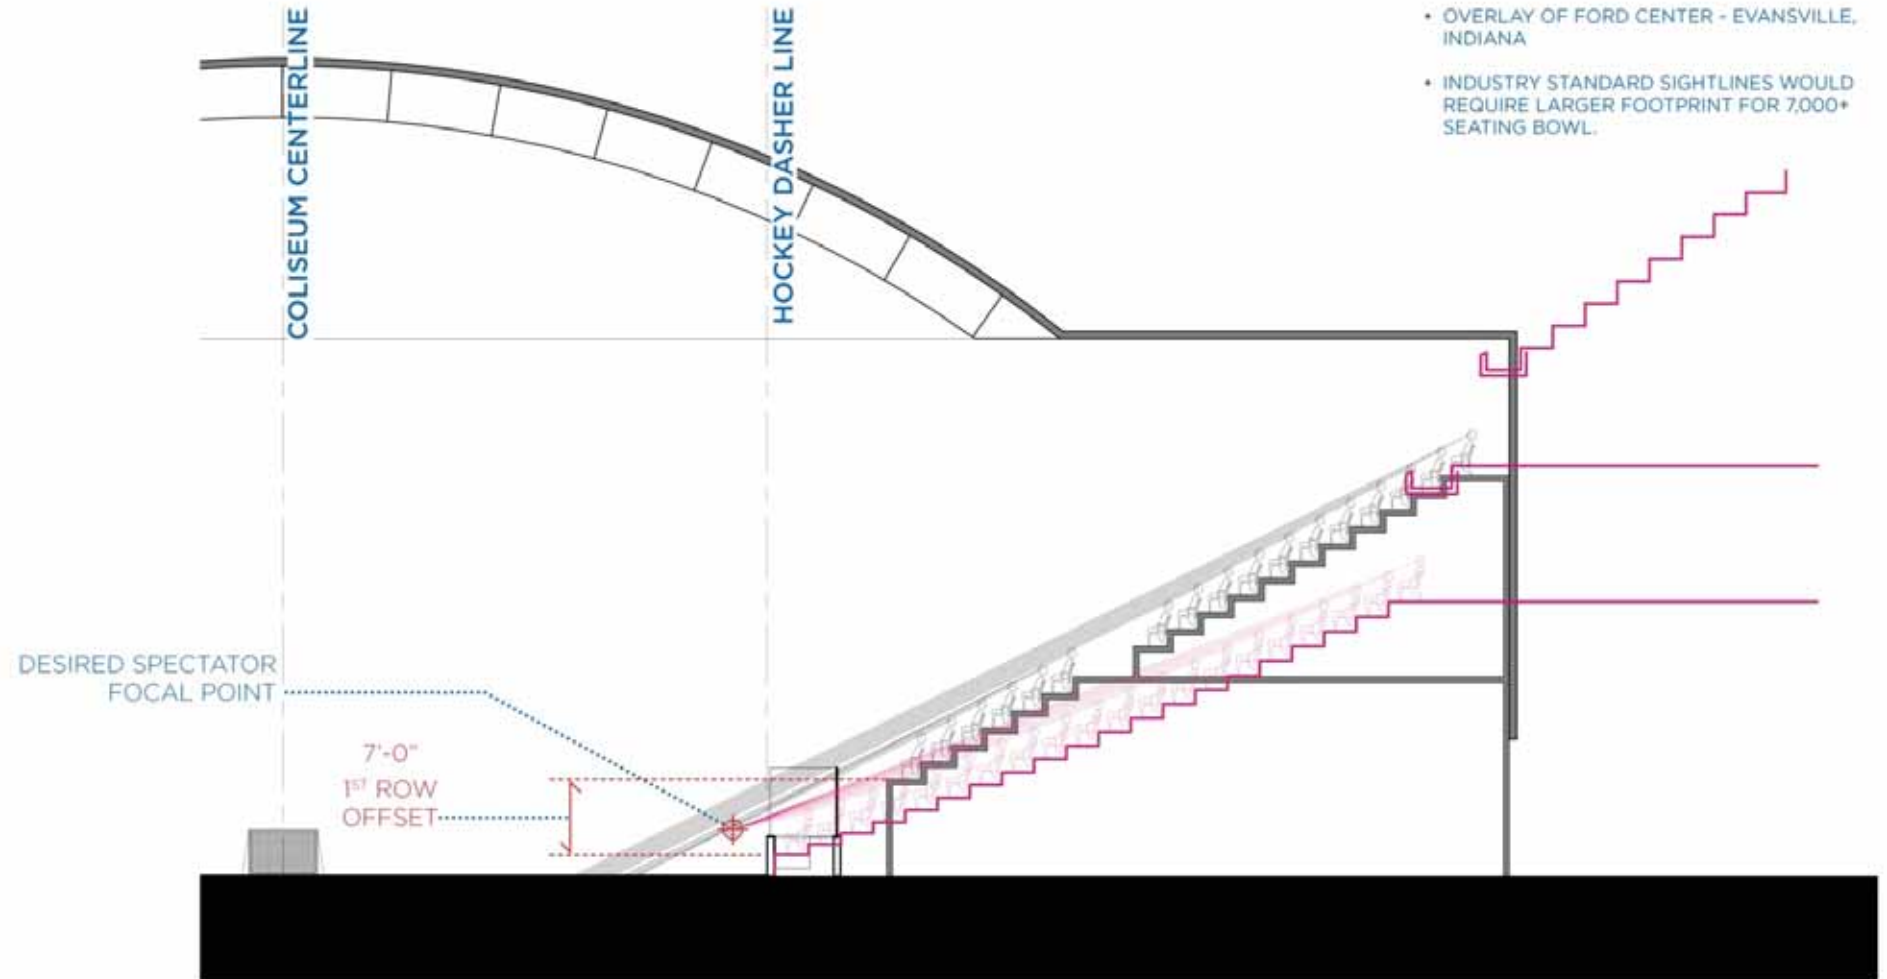 COLISEUM CENTERLINE
HOCKEY DASHER LINE
• OVERLAY OF FORD CENTER - EVANSVILLE,
INDIANA
• INDUSTRY STANDARD SIGHTLINES WOULD
REQUIRE LARGER FOOTPRINT FOR 7,000+
SEATING BOWL.
DESIRED SPECTATOR
FOCAL POINT
7'-0"
1ST ROW
OFFSET